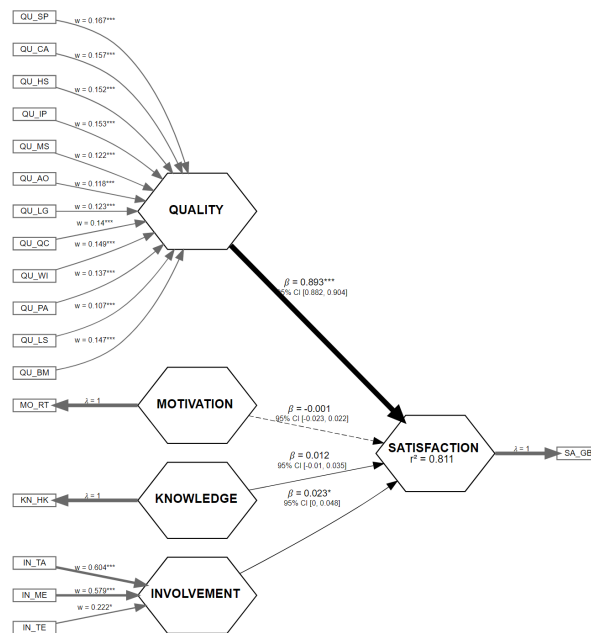 QU_SP
w = 0.167***
QU_CA
w = 0.157***
QU_HS
w = 0.152***
QU_IP
w = 0.153***
QU_MS
w = 0.122***
QU_AO
w = 0.118***
QU_LG
w = 0.123***
QU_QC
w = 0.14***
QU_WI
w = 0.149***
QU_PA
w = 0.137***
QU_LS
w = 0.107***
QU_BM
w = 0.147***
QUALITY
β = 0.893***
95% CI [0.882, 0.904]
MO_RT
λ = 1
MOTIVATION
β = -0.001
95% CI [-0.023, 0.022]
KN_HK
λ = 1
KNOWLEDGE
β = 0.012
95% CI [-0.01, 0.035]
β = 0.023*
95% CI [0, 0.048]
SATISFACTION
r² = 0.811
λ = 1
SA_GB
IN_TA
w = 0.604***
IN_ME
w = 0.579***
IN_TE
w = 0.222*
INVOLVEMENT